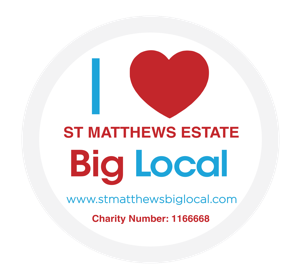 I
ST MATTHEWS ESTATE
Big Local
www.stmatthewsbiglocal.com
Charity Number: 1166668